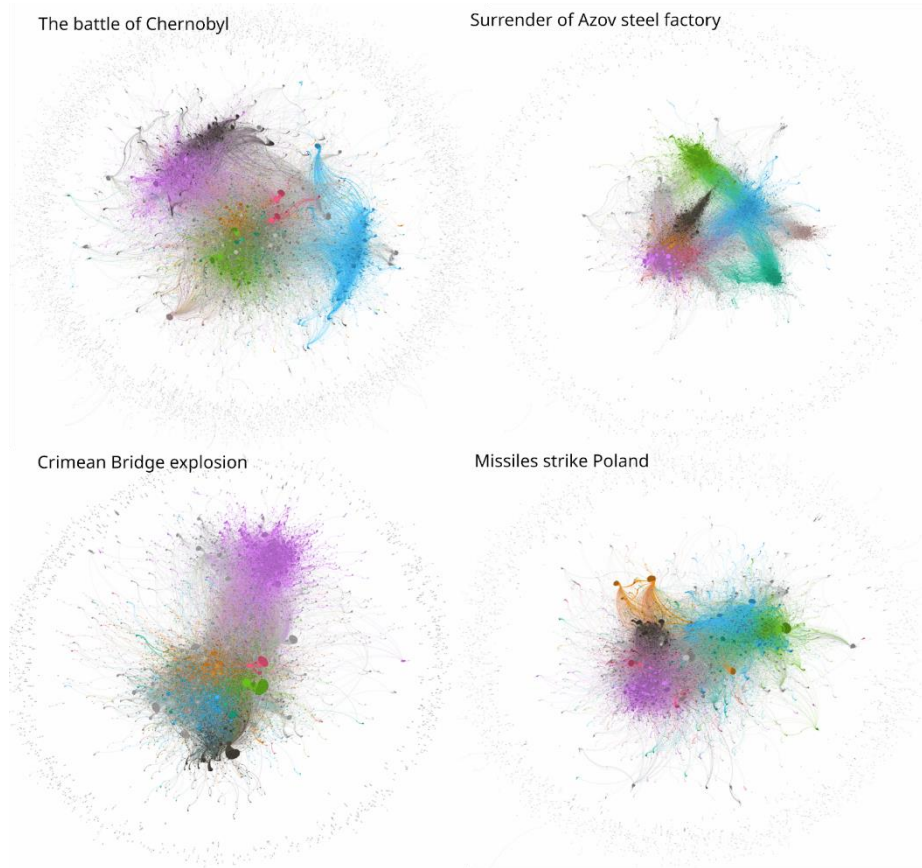 The battle of Chernobyl
Surrender of Azov steel factory
Crimean Bridge explosion
Missiles strike Poland